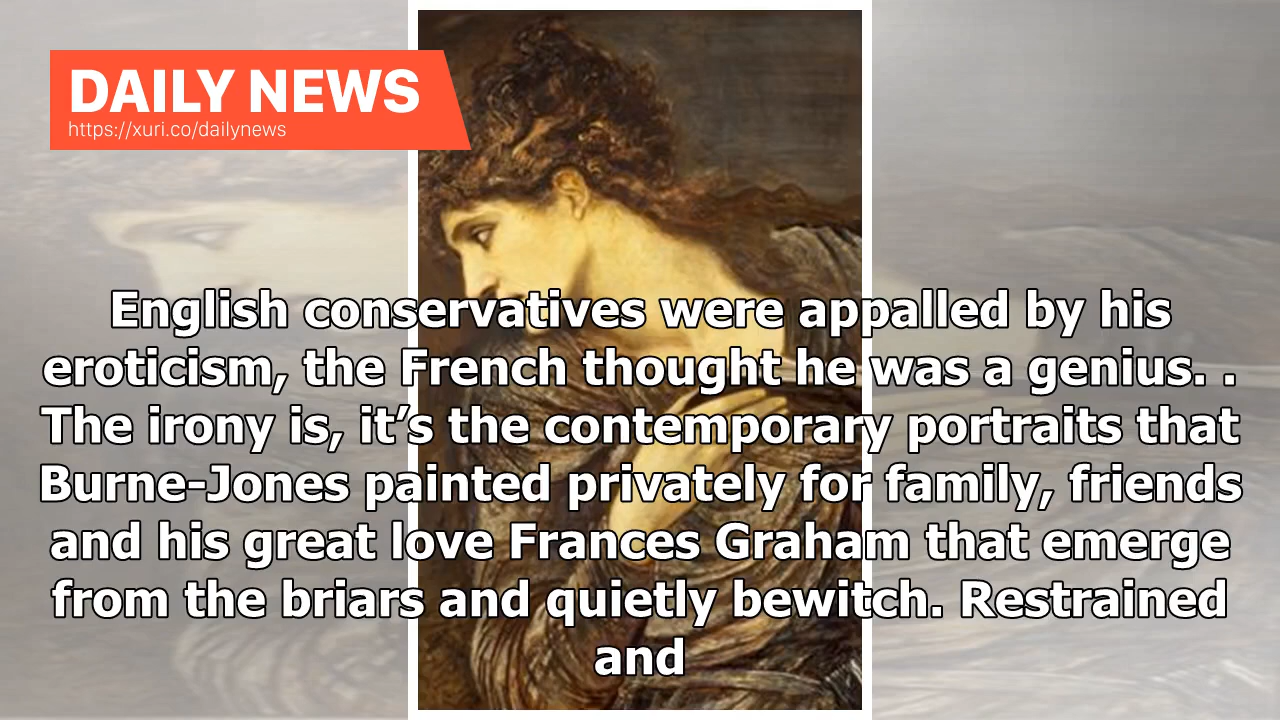 DAILY NEWS
https://xuri.co/dailynews
English conservatives were appalled by his
eroticism, the French thought he was a genius. .
The irony is, it’s the contemporary portraits that
Burne-Jones painted privately for family, friends
and his great love Frances Graham that emerge
from the briars and quietly bewitch. Restrained
and